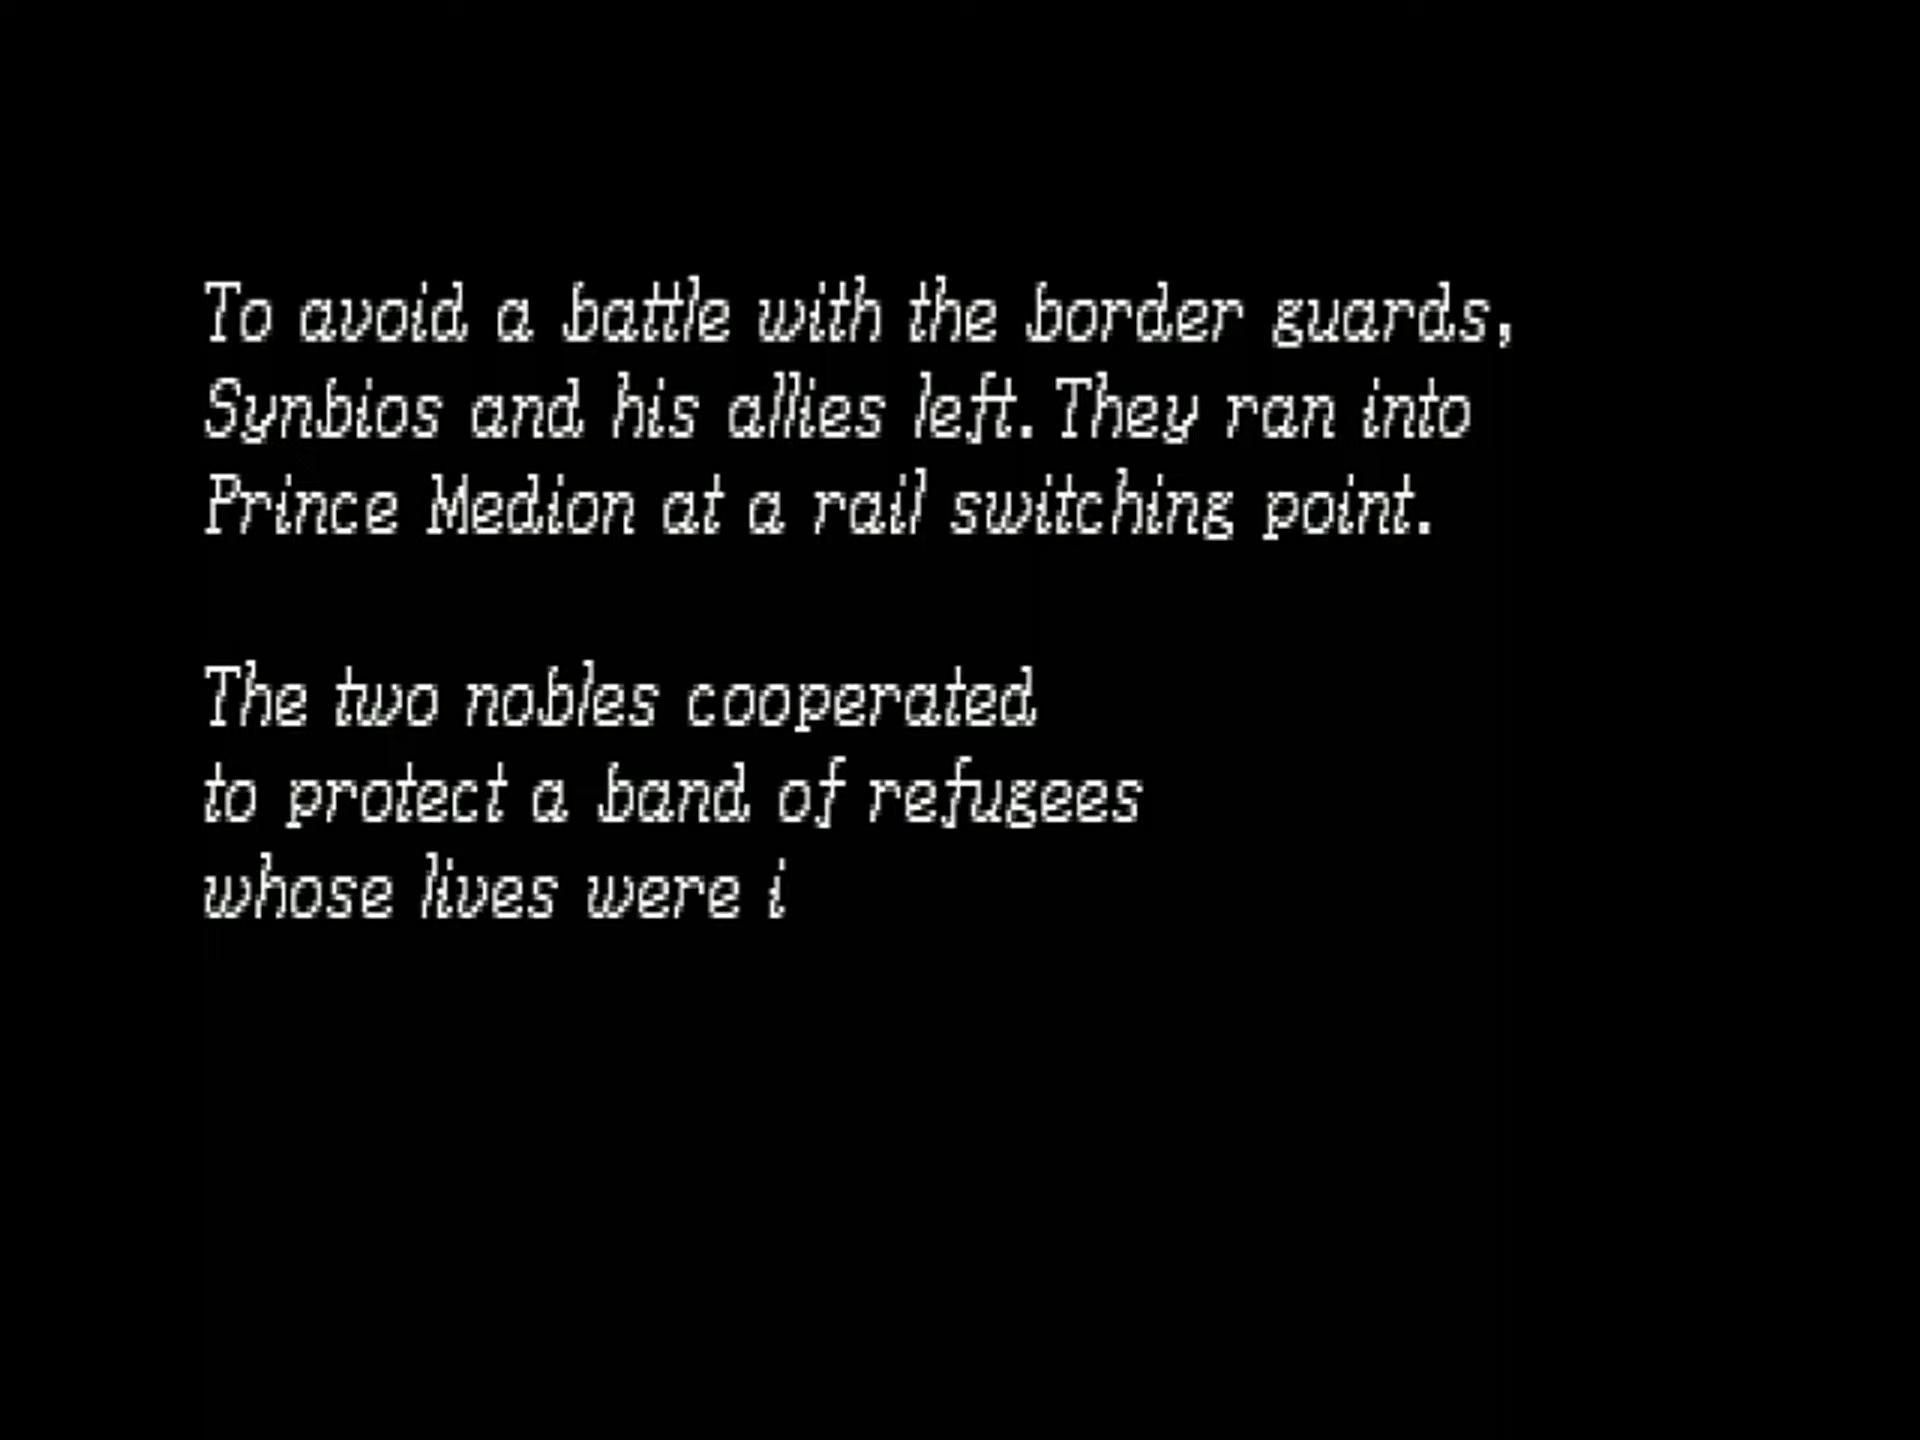 To avoid a battle with the border guards,
Synbios and his allies left. They ran into
Prince Medion at a rail switching point.
The two nobles cooperated
to protect a band of refugees
whose lives were i